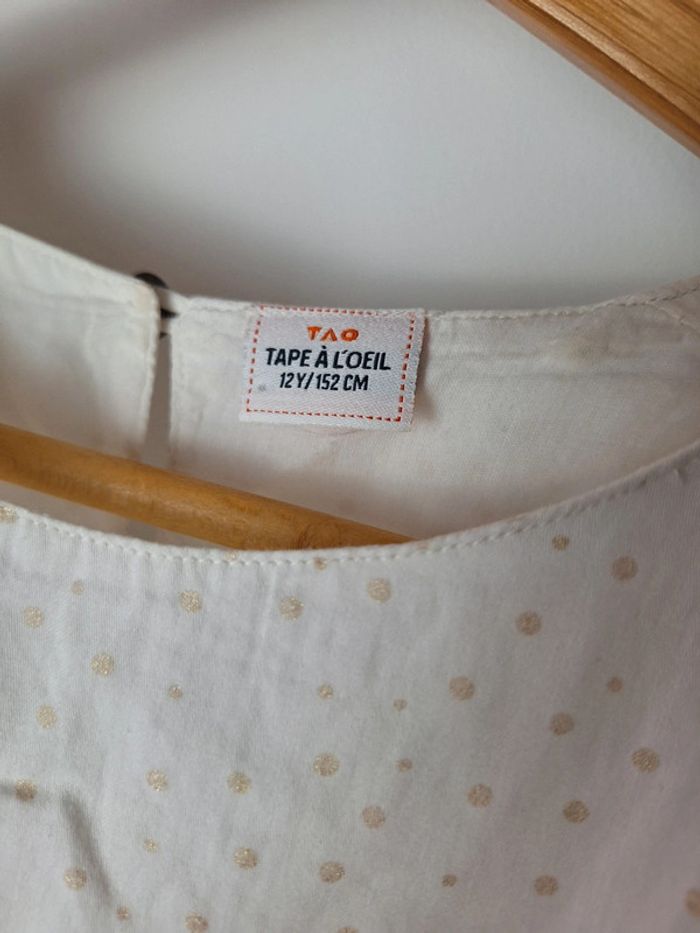 TAO
TAPE À L'OEIL
12Y/152 CM